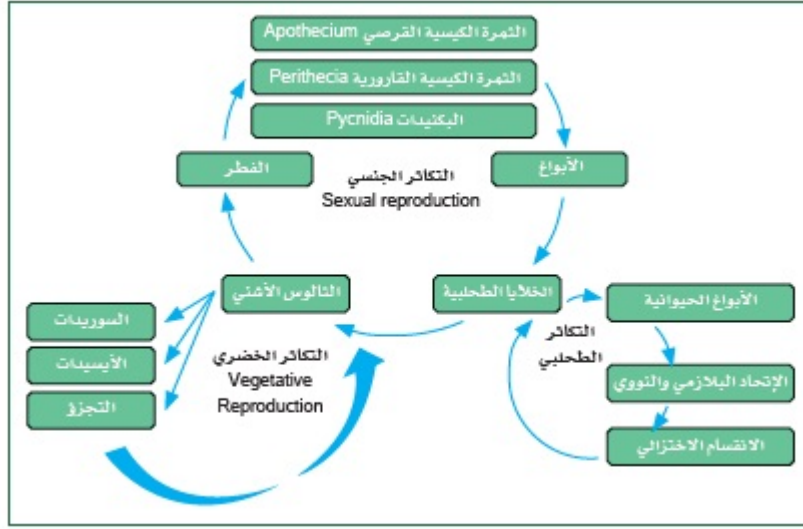 الثمرة الكيسية القرصي Apothecium
الثمرة الكيسية القارورية Perithecia
البكنيدات Pycnidia
الفطر
التكاثر الجنسي
Sexual reproduction
الأبواغ
الثالوس الأشني
الخلايا الطحلبية
الأبواغ الحيوانية
السوريدات
الأيسيدات
التجزؤ
التكاثر الخضري
Vegetative
Reproduction
التكاثر
الطحلبي
الإتحاد البلازمي والنووي
الانقسام الاختزالي